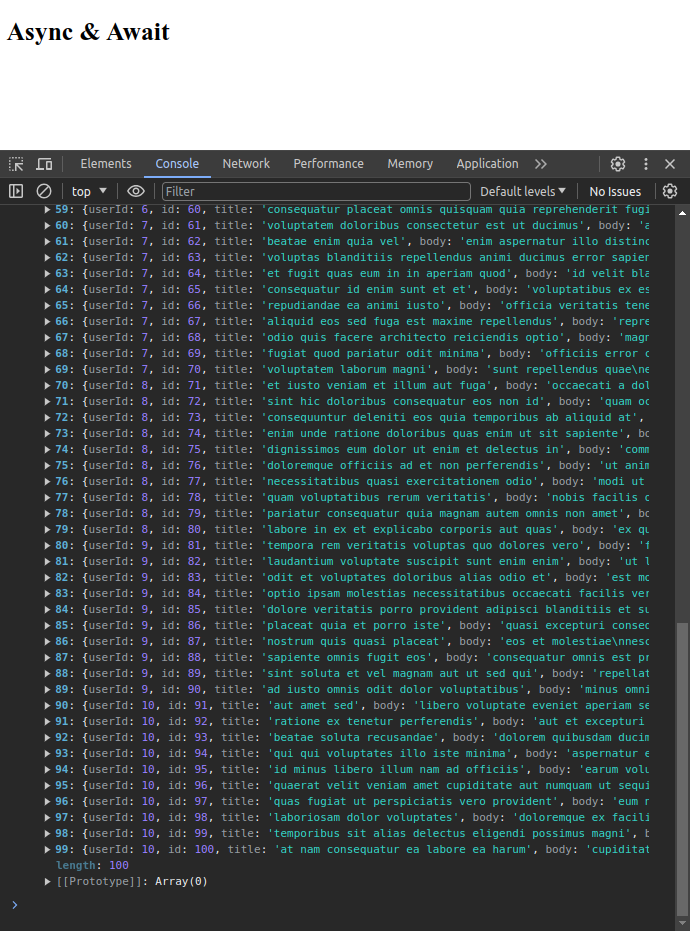 Async & Await
Elements Console Network Performance Memory Application
top Filter Default levels No Issues
59: {userId: 6, id: 60, title: 'consequatur placeat omnis quisquam quia reprehenderit fugi
60: {userId: 7, id: 61, title: 'voluptatem doloribus consectetur est ut ducimus', body: 'a
61: {userId: 7, id: 62, title: 'beatae enim quia vel', body: 'enim aspernatur illo distinc
62: {userId: 7, id: 63, title: 'voluptas blanditiis repellendus animi ducimus error sapien
63: {userId: 7, id: 64, title: 'et fugit quas eum in in aperiam quod', body: 'id velit bla
64: {userId: 7, id: 65, title: 'consequatur id enim sunt et et', body: 'voluptatibus ex es
65: {userId: 7, id: 66, title: 'repudiandae ea animi iusto', body: 'officia veritatis tene
66: {userId: 7, id: 67, title: 'aliquid eos sed fuga est maxime repellendus', body: 'repre
67: {userId: 7, id: 68, title: 'odio quis facere architecto reiciendis optio', body: 'magn
68: {userId: 7, id: 69, title: 'fugiat quod pariatur odit minima', body: 'officiis error c
69: {userId: 7, id: 70, title: 'voluptatem laborum magni', body: 'sunt repellendus quae\ne
70: {userId: 8, id: 71, title: 'et iusto veniam et illum aut fuga', body: 'occaecati a dol
71: {userId: 8, id: 72, title: 'sint hic doloribus consequatur eos non id', body: 'quam oc
72: {userId: 8, id: 73, title: 'consequuntur deleniti eos quia temporibus ab aliquid at',
73: {userId: 8, id: 74, title: 'enim unde ratione doloribus quas enim ut sit sapiente', bo
74: {userId: 8, id: 75, title: 'dignissimos eum dolor ut enim et delectus in', body: 'comm
75: {userId: 8, id: 76, title: 'doloremque officiis ad et non perferendis', body: 'ut anim
76: {userId: 8, id: 77, title: 'necessitatibus quasi exercitationem odio', body: 'modi ut
77: {userId: 8, id: 78, title: 'quam voluptatibus rerum veritatis', body: 'nobis facilis o
78: {userId: 8, id: 79, title: 'pariatur consequatur quia magnam autem omnis non amet', bo
79: {userId: 8, id: 80, title: 'labore in ex et explicabo corporis aut quas', body: 'ex qu
80: {userId: 9, id: 81, title: 'tempora rem veritatis voluptas quo dolores vero', body: 'f
81: {userId: 9, id: 82, title: 'laudantium voluptate suscipit sunt enim enim', body: 'ut l
82: {userId: 9, id: 83, title: 'odit et voluptates doloribus alias odio et', body: 'est mo
83: {userId: 9, id: 84, title: 'optio ipsam molestias necessitatibus occaecati facilis ver
84: {userId: 9, id: 85, title: 'dolore veritatis porro provident adipisci blanditiis et su
85: {userId: 9, id: 86, title: 'placeat quia et porro iste', body: 'quasi excepturi conseq
86: {userId: 9, id: 87, title: 'nostrum quis quasi placeat', body: 'eos et molestiae\nnesc
87: {userId: 9, id: 88, title: 'sapiente omnis fugit eos', body: 'consequatur omnis est pr
88: {userId: 9, id: 89, title: 'sint soluta et vel magnam aut ut sed qui', body: 'repellat
89: {userId: 9, id: 90, title: 'ad iusto omnis odit dolor voluptatibus', body: 'minus omni
90: {userId: 10, id: 91, title: 'aut amet sed', body: 'libero voluptate eveniet aperiam se
91: {userId: 10, id: 92, title: 'ratione ex tenetur perferendis', body: 'aut et excepturi
92: {userId: 10, id: 93, title: 'beatae soluta recusandae', body: 'dolorem quibusdam ducim
93: {userId: 10, id: 94, title: 'qui qui voluptates illo iste minima', body: 'aspernatur e
94: {userId: 10, id: 95, title: 'id minus libero illum nam ad officiis', body: 'earum volu
95: {userId: 10, id: 96, title: 'quaerat velit veniam amet cupiditate aut numquam ut sequi
96: {userId: 10, id: 97, title: 'quas fugiat ut perspiciatis vero provident', body: 'eum n
97: {userId: 10, id: 98, title: 'laboriosam dolor voluptates', body: 'doloremque ex facili
98: {userId: 10, id: 99, title: 'temporibus sit alias delectus eligendi possimus magni', b
99: {userId: 10, id: 100, title: 'at nam consequatur ea labore ea harum', body: 'cupiditat
length: 100
[[Prototype]]: Array(0)